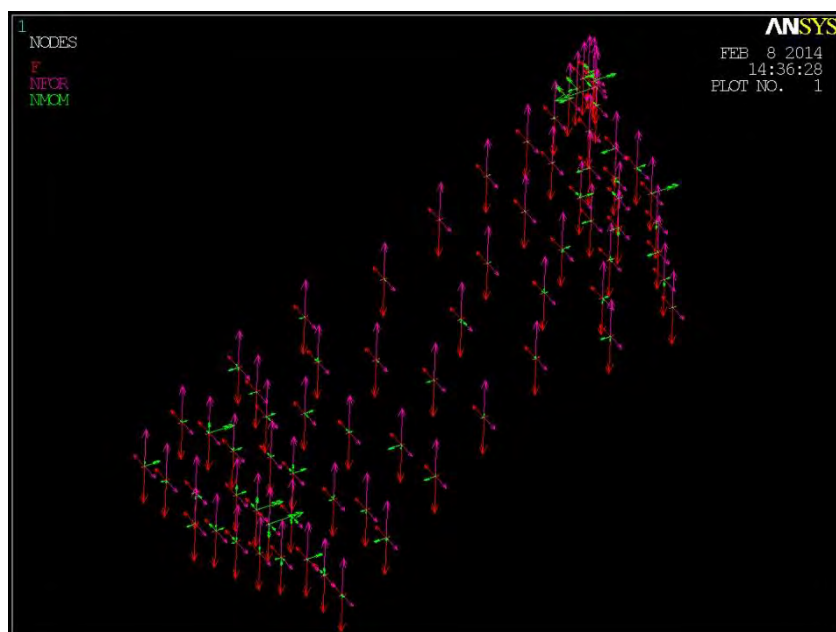 1
NODES
F
NFOR
NMOM
ANSYS
FEB 8 2014
14:36:28
PLOT NO. 1